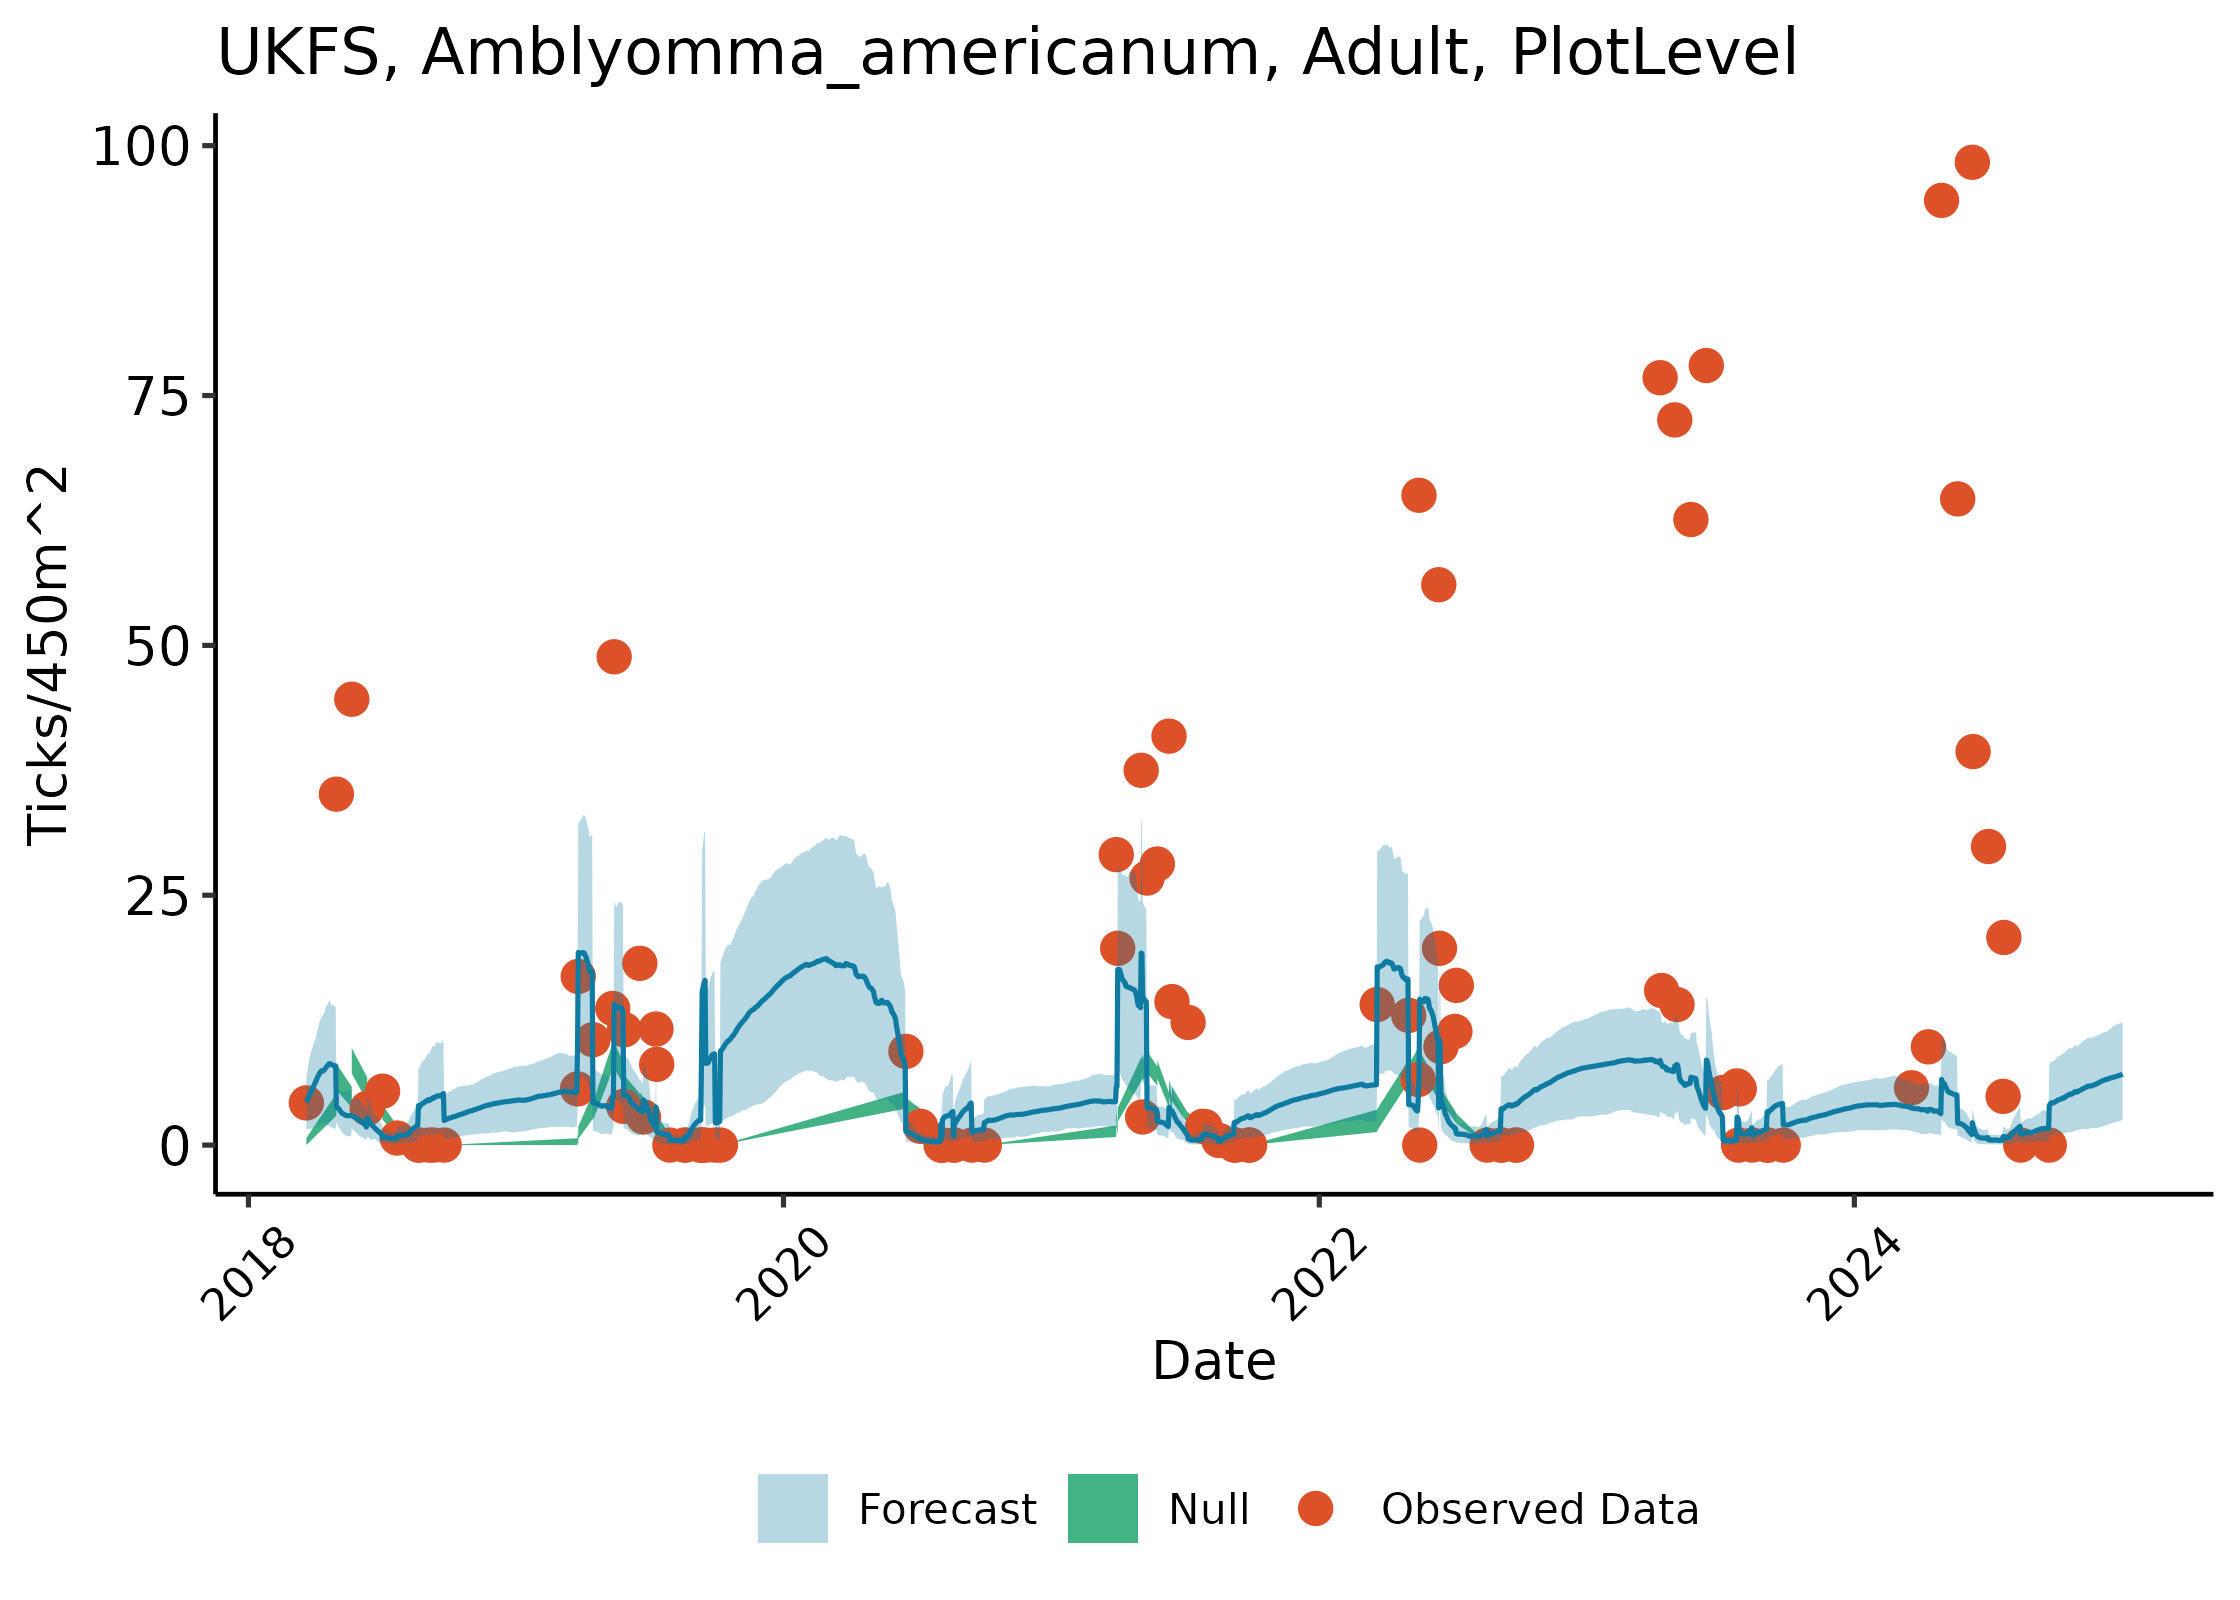 UKFS, Amblyomma_americanum, Adult, PlotLevel
Ticks/450m^2
100
75
50
25
0
2018
2020
2022
2024
Date
Forecast
Null
Observed Data